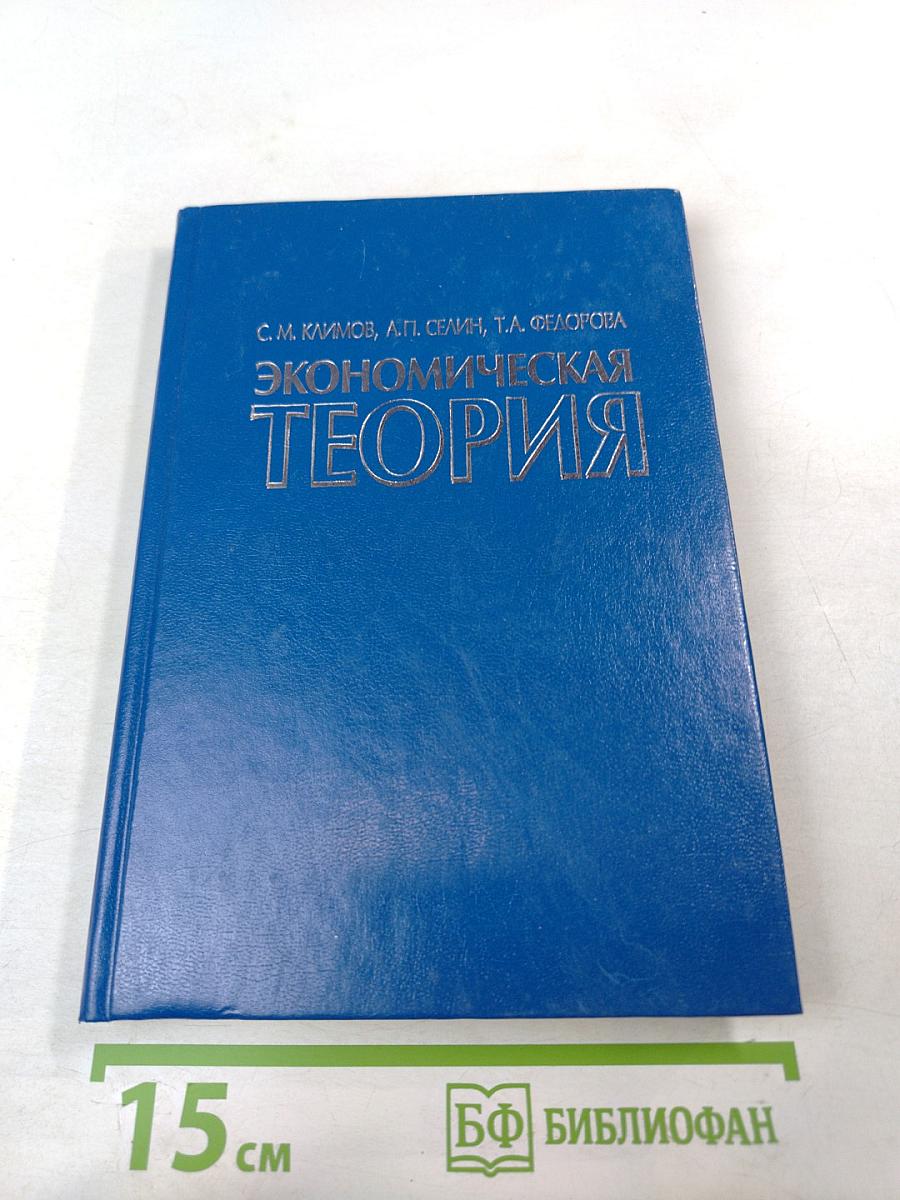 С. М. КЛИМОВ, А.П. СЕЛИН, Т.А. ФЕДОРОВА
ЭКОНОМИЧЕСКАЯ
ТЕОРИЯ
15 см
БФ БИБЛИОФАН